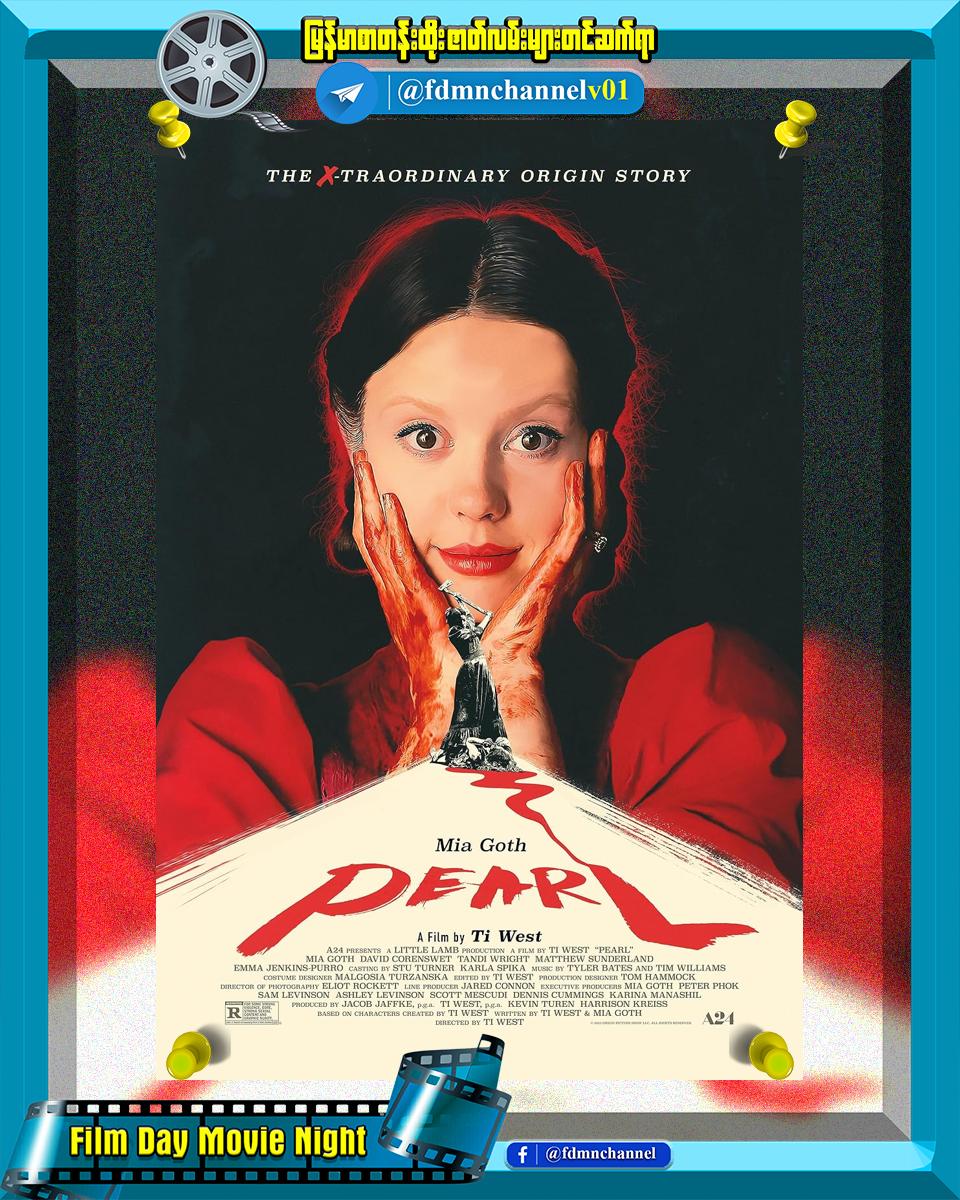 မြန်မာစာတန်းထိုးဇာတ်လမ်းများတင်ဆက်ရာ
@fdmnchannelv01
THE X-TRAORDINARY ORIGIN STORY
Mia Goth
PEARL
A Film by Ti West
A24 PRESENTS A LITTLE LAMB PRODUCTION A FILM BY TI WEST "PEARL"
MIA GOTH DAVID CORENSWET TANDI WRIGHT MATTHEW SUNDERLAND
EMMA JENKINS-PURRO CASTING BY STU TURNER KARLA SPIKA MUSIC BY TYLER BATES AND TIM WILLIAMS
COSTUME DESIGNER MALGOSIA TURZANSKA EDITED BY TI WEST PRODUCTION DESIGNER TOM HAMMOCK
DIRECTOR OF PHOTOGRAPHY ELIOT ROCKETT LINE PRODUCER JARED CONNON EXECUTIVE PRODUCERS MIA GOTH PETER PHOK
SAM LEVINSON ASHLEY LEVINSON SCOTT MESCUDI DENNIS CUMMINGS KARINA MANASHIL
PRODUCED BY JACOB JAFFKE, p.g.a. TI WEST, p.g.a. KEVIN TUREN HARRISON KREISS
BASED ON CHARACTERS CREATED BY TI WEST WRITTEN BY TI WEST & MIA GOTH
DIRECTED BY TI WEST
R
A24
Film Day Movie Night
@fdmnchannel